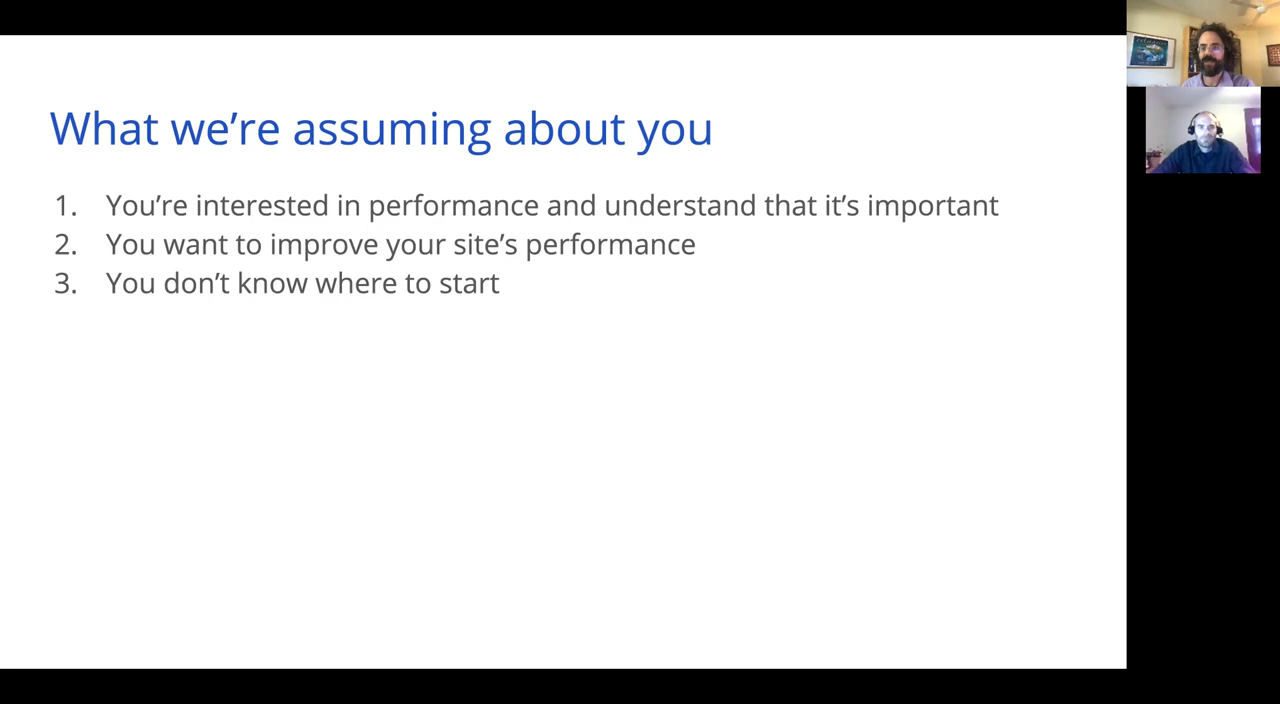 What we’re assuming about you
1. You’re interested in performance and understand that it’s important
2. You want to improve your site’s performance
3. You don’t know where to start